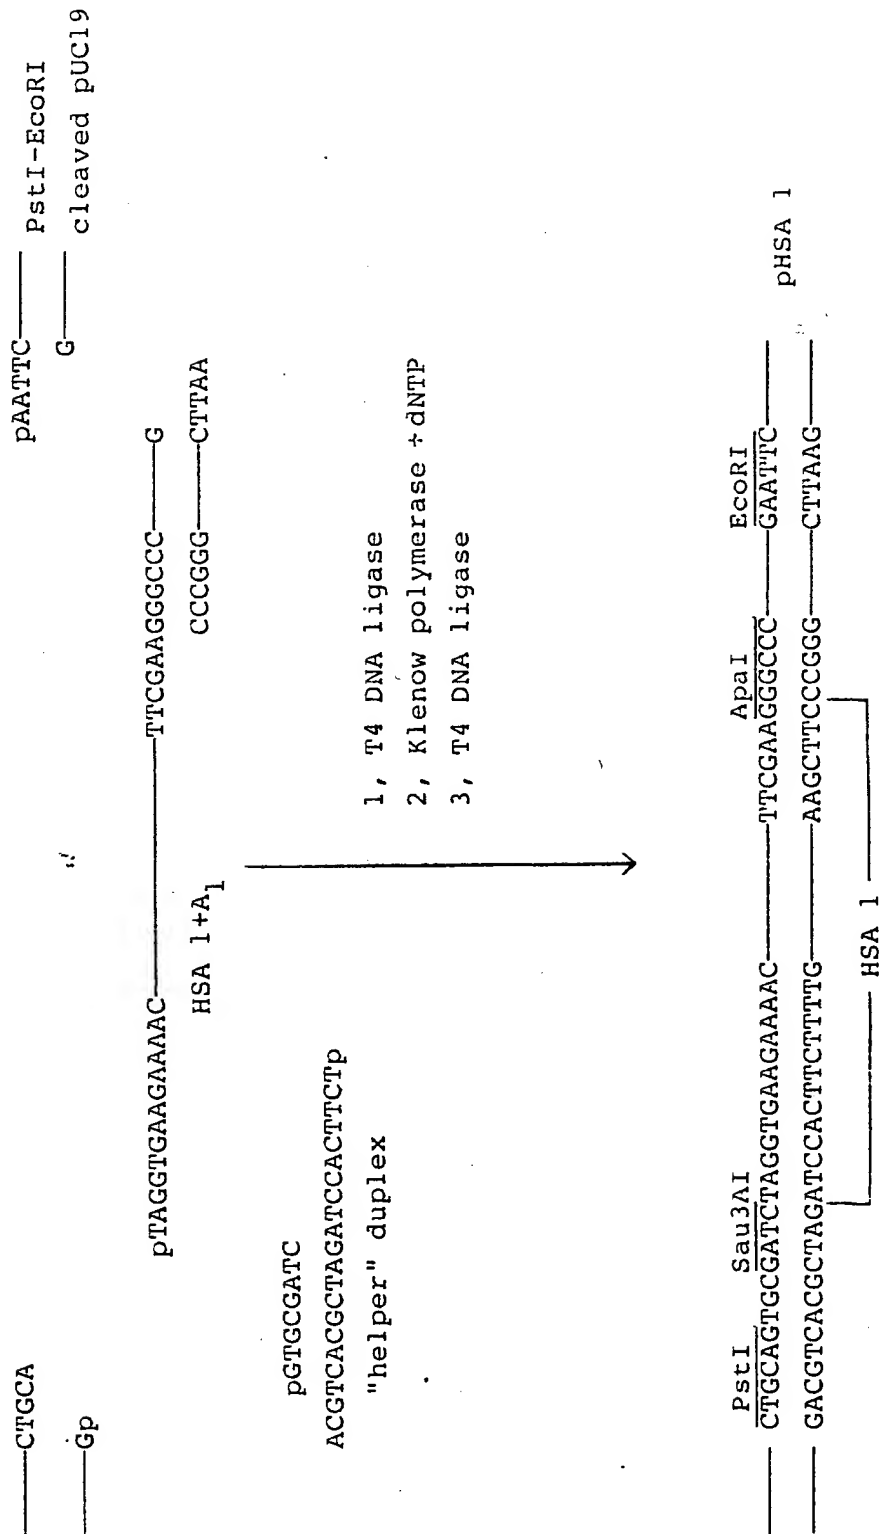 CTGCA
Gp
pAATTC
PstI-EcoRI
G
cleaved pUC19
pTAGGTGAAGAAAAC
TTCGAAGGGCCC
G
CCCGGG
CTTAA
HSA 1+A1
pGTGCGATC
ACGTCACGCTAGATCCACTTCTp
"helper" duplex
1, T4 DNA ligase
2, Klenow polymerase + dNTP
3, T4 DNA ligase
PstI
Sau3AI
ApaI
EcoRI
CTGCAGTGCGATCTAGGTGAAGAAAAC
TTCGAAGGGCCC
GAATTC
GACGTCACGCTAGATCCACTTCTTTTG
AAGCTTCCCGGG
CTTAAG
pHSA 1
HSA 1